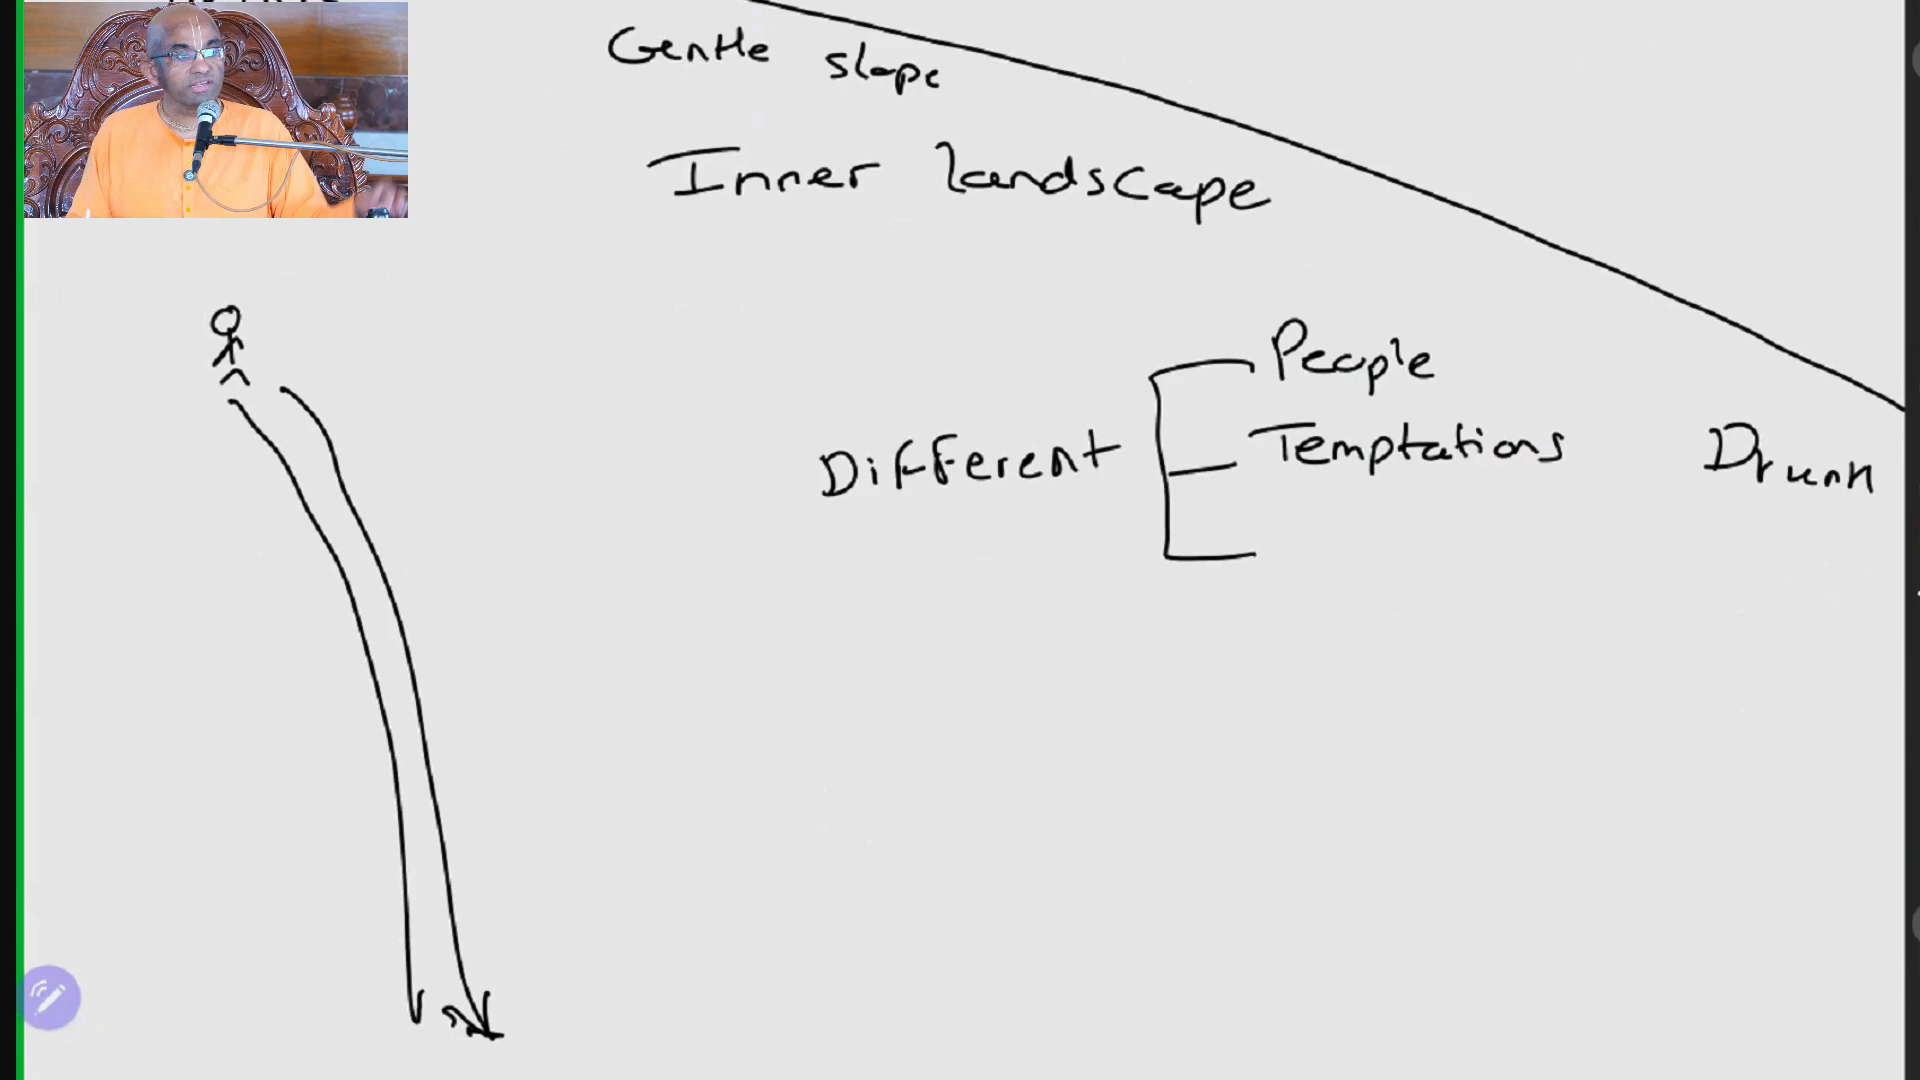 Gentle slope
Inner landscape
People
Different
Temptations
Drunk